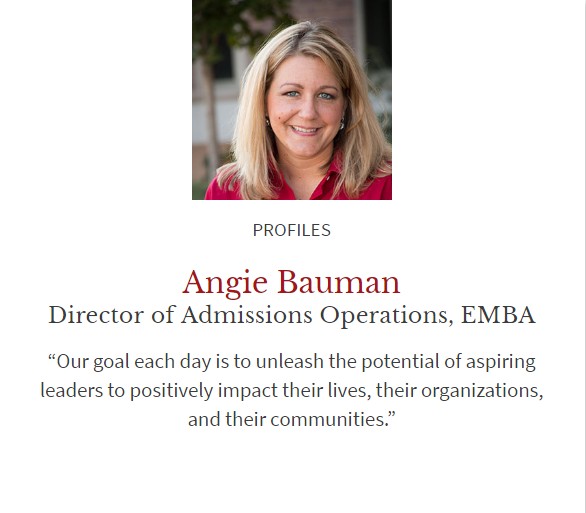 PROFILES
Angie Bauman
Director of Admissions Operations, EMBA
“Our goal each day is to unleash the potential of aspiring
leaders to positively impact their lives, their organizations,
and their communities.”